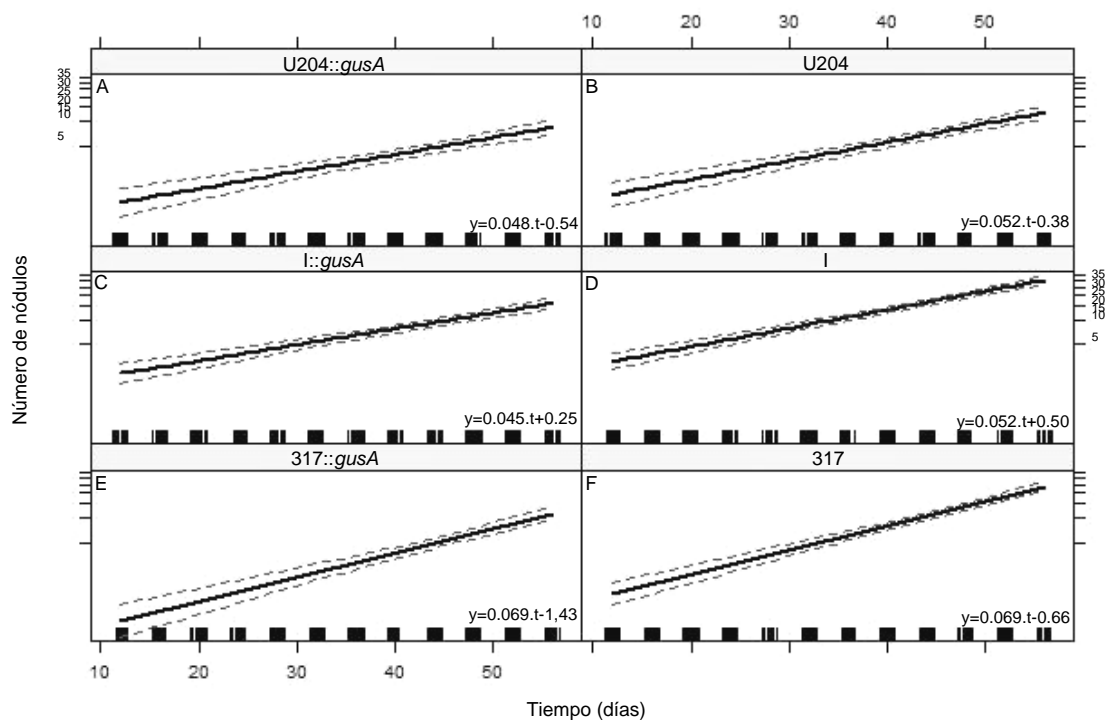 10 20 30 40 50
U204::gusA
U204
35
30
25
20
15
10
5
A
B
y=0.048.t-0.54
y=0.052.t-0.38
I::gusA
I
C
D
35
30
25
20
15
10
5
y=0.045.t+0.25
y=0.052.t+0.50
317::gusA
317
E
F
y=0.069.t-1,43
y=0.069.t-0.66
10 20 30 40 50
Número de nódulos
Tiempo (días)